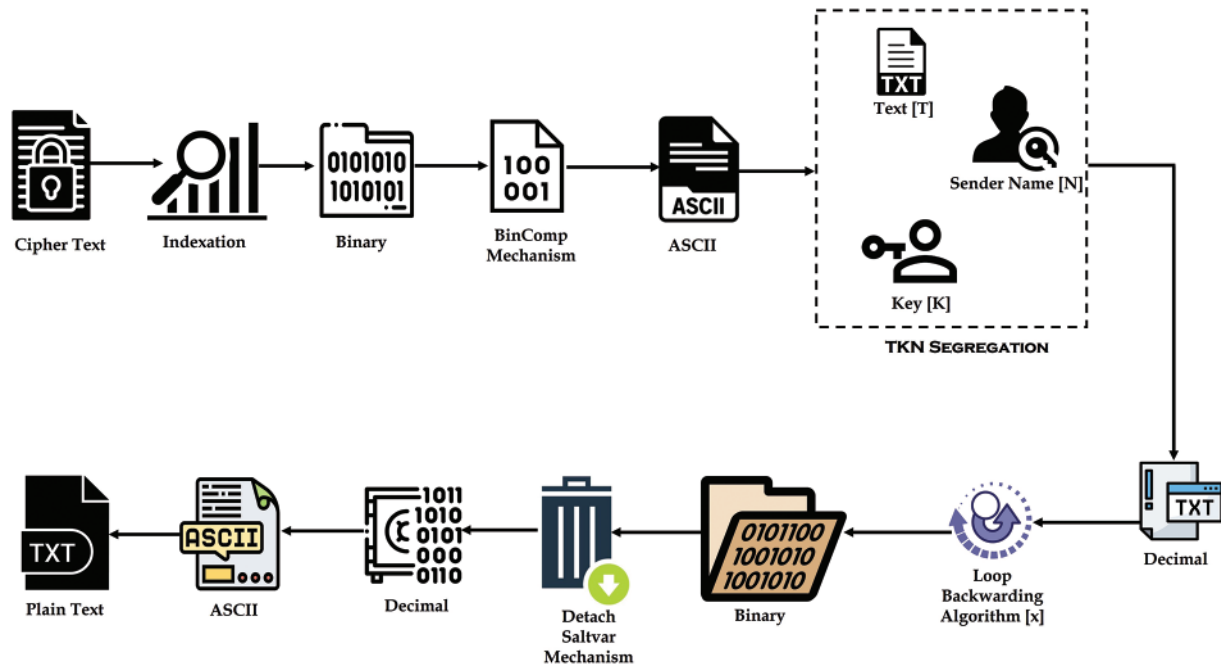 TXT
Text [T]
Sender Name [N]
Key [K]
TKN SEGREGATION
Cipher Text
Indexation
0101010
1010101
Binary
100
001
BinComp
Mechanism
ASCII
ASCII
TXT
Decimal
Loop
Backwarding
Algorithm [x]
0101100
1001010
1001010
Binary
Detach
Saltvar
Mechanism
1011
1010
0101
000
0110
Decimal
ASCII
ASCII
TXT
Plain Text